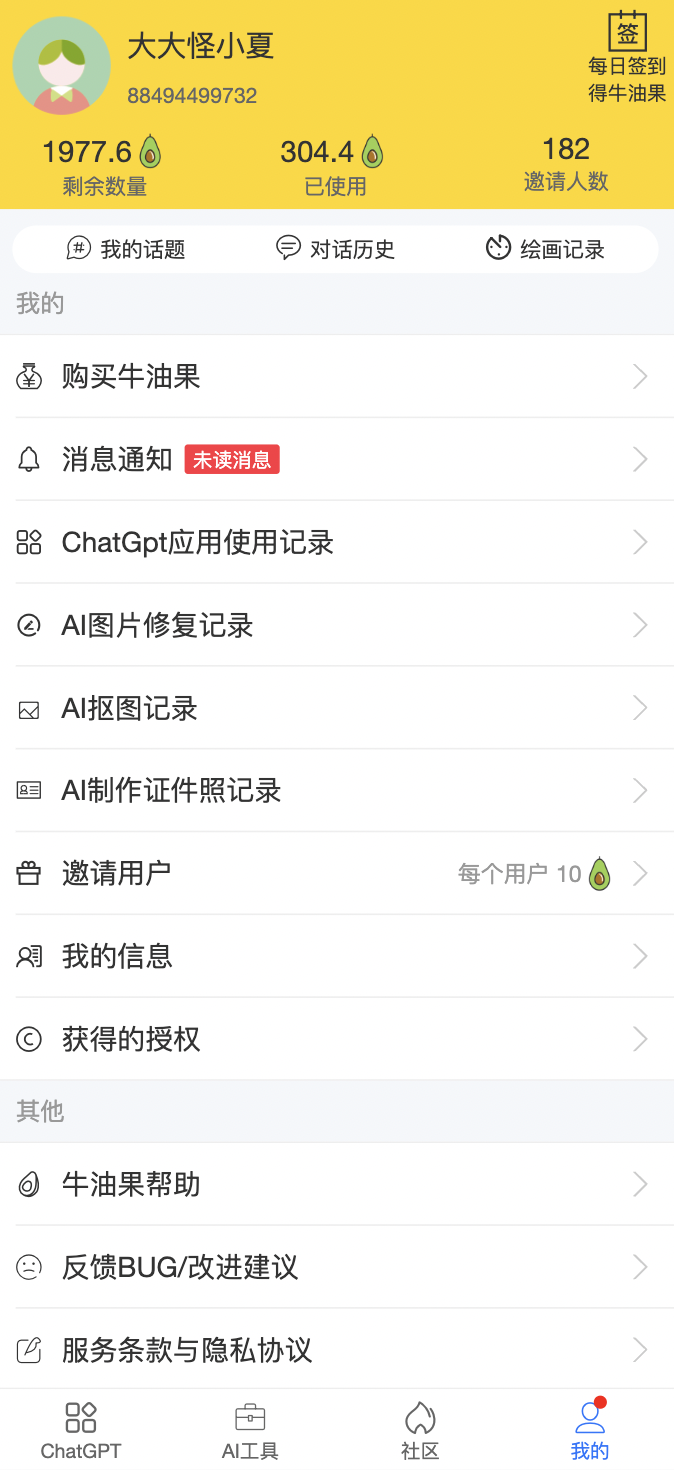 大大怪小夏
88494499732
签
每日签到
得牛油果
1977.6
剩余数量
304.4
已使用
182
邀请人数
我的话题
对话历史
绘画记录
我的
购买牛油果
消息通知 未读消息
ChatGpt应用使用记录
AI图片修复记录
AI抠图记录
AI制作证件照记录
邀请用户 每个用户 10
我的信息
获得的授权
其他
牛油果帮助
反馈BUG/改进建议
服务条款与隐私协议
ChatGPT
AI工具
社区
我的